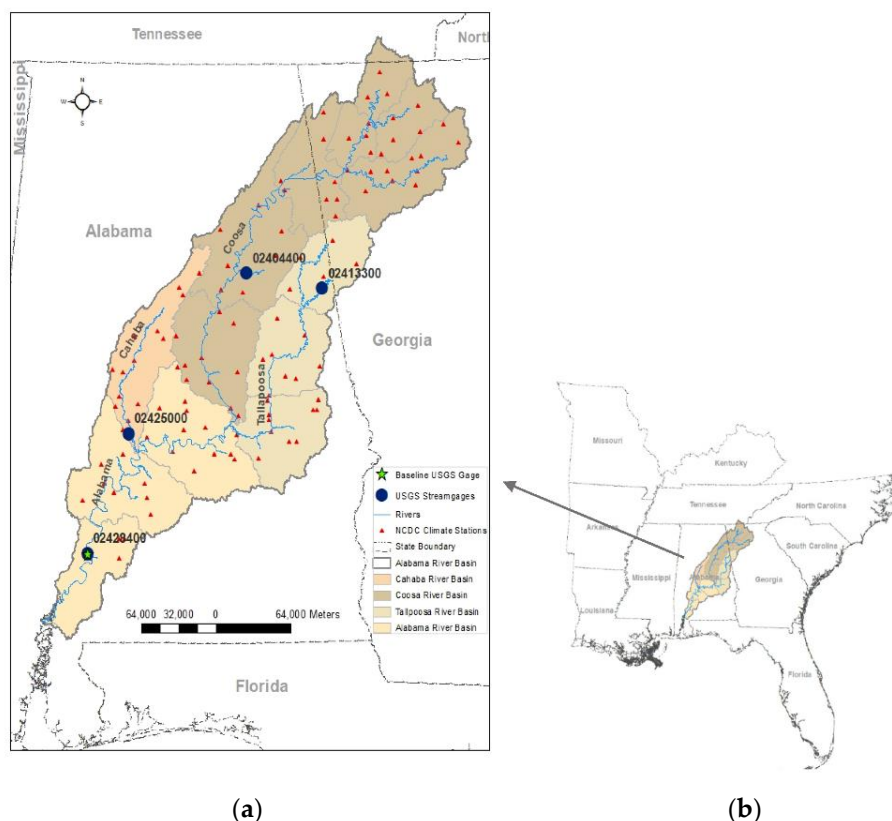 Tennessee
North
Mississippi
N
W
E
S
Alabama
Coosa
02404400
02413300
Georgia
Cahaba
Tallapoosa
02425000
Alabama
02428400
Baseline USGS Gage
USGS Streamgages
Rivers
NCDC Climate Stations
State Boundary
Alabama River Basin
Cahaba River Basin
Coosa River Basin
Tallpoosa River Basin
Alabama River Basin
64,000 32,000 0 64,000 Meters
Florida
Missouri
Kentucky
Tennessee
North Carolina
Arkansas
South Carolina
Mississippi
Alabama
Georgia
Louisiana
Florida
(a)
(b)